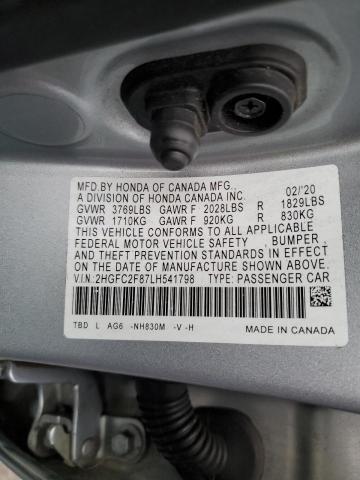 MFD.BY HONDA OF CANADA MFG., 02/'20
A DIVISION OF HONDA CANADA INC.
GVWR 3769LBS GAWR F 2028LBS R 1829LBS
GVWR 1710KG GAWR F 920KG R 830KG
THIS VEHICLE CONFORMS TO ALL APPLICABLE
FEDERAL MOTOR VEHICLE SAFETY , BUMPER ,
AND THEFT PREVENTION STANDARDS IN EFFECT
ON THE DATE OF MANUFACTURE SHOWN ABOVE.
V.I.N: 2HGFC2F87LH541798 TYPE: PASSENGER CAR
TBD L AG6 -NH830M -V -H MADE IN CANADA